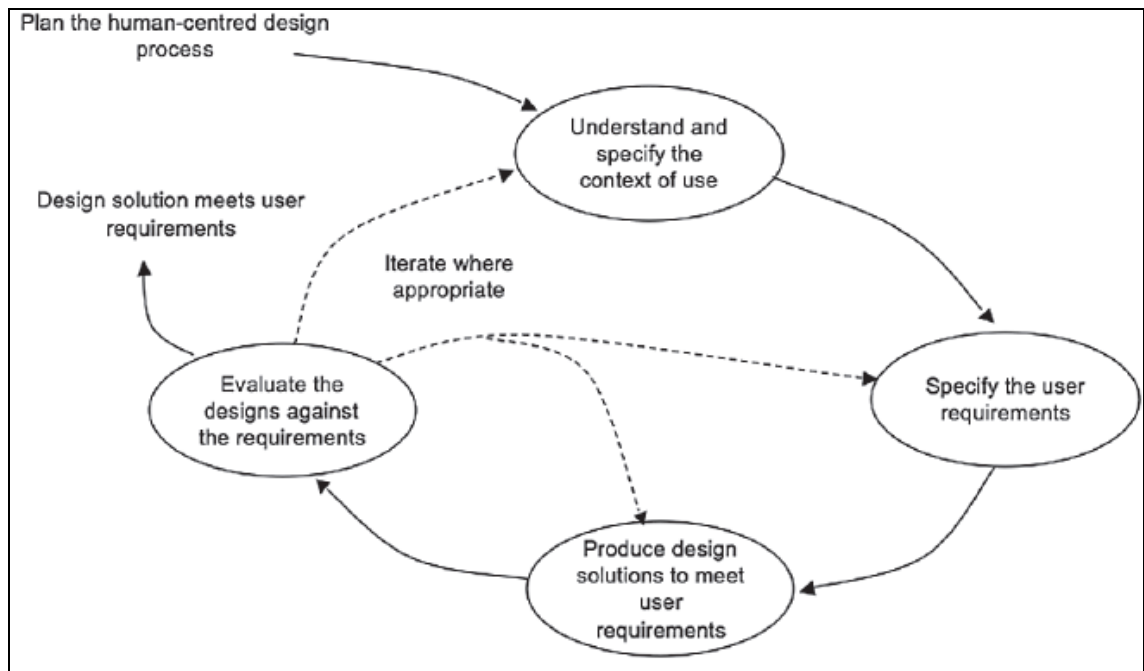 Plan the human-centred design
process
Understand and
specify the
context of use
Design solution meets user
requirements
Iterate where
appropriate
Evaluate the
designs against
the requirements
Specify the user
requirements
Produce design
solutions to meet
user
requirements